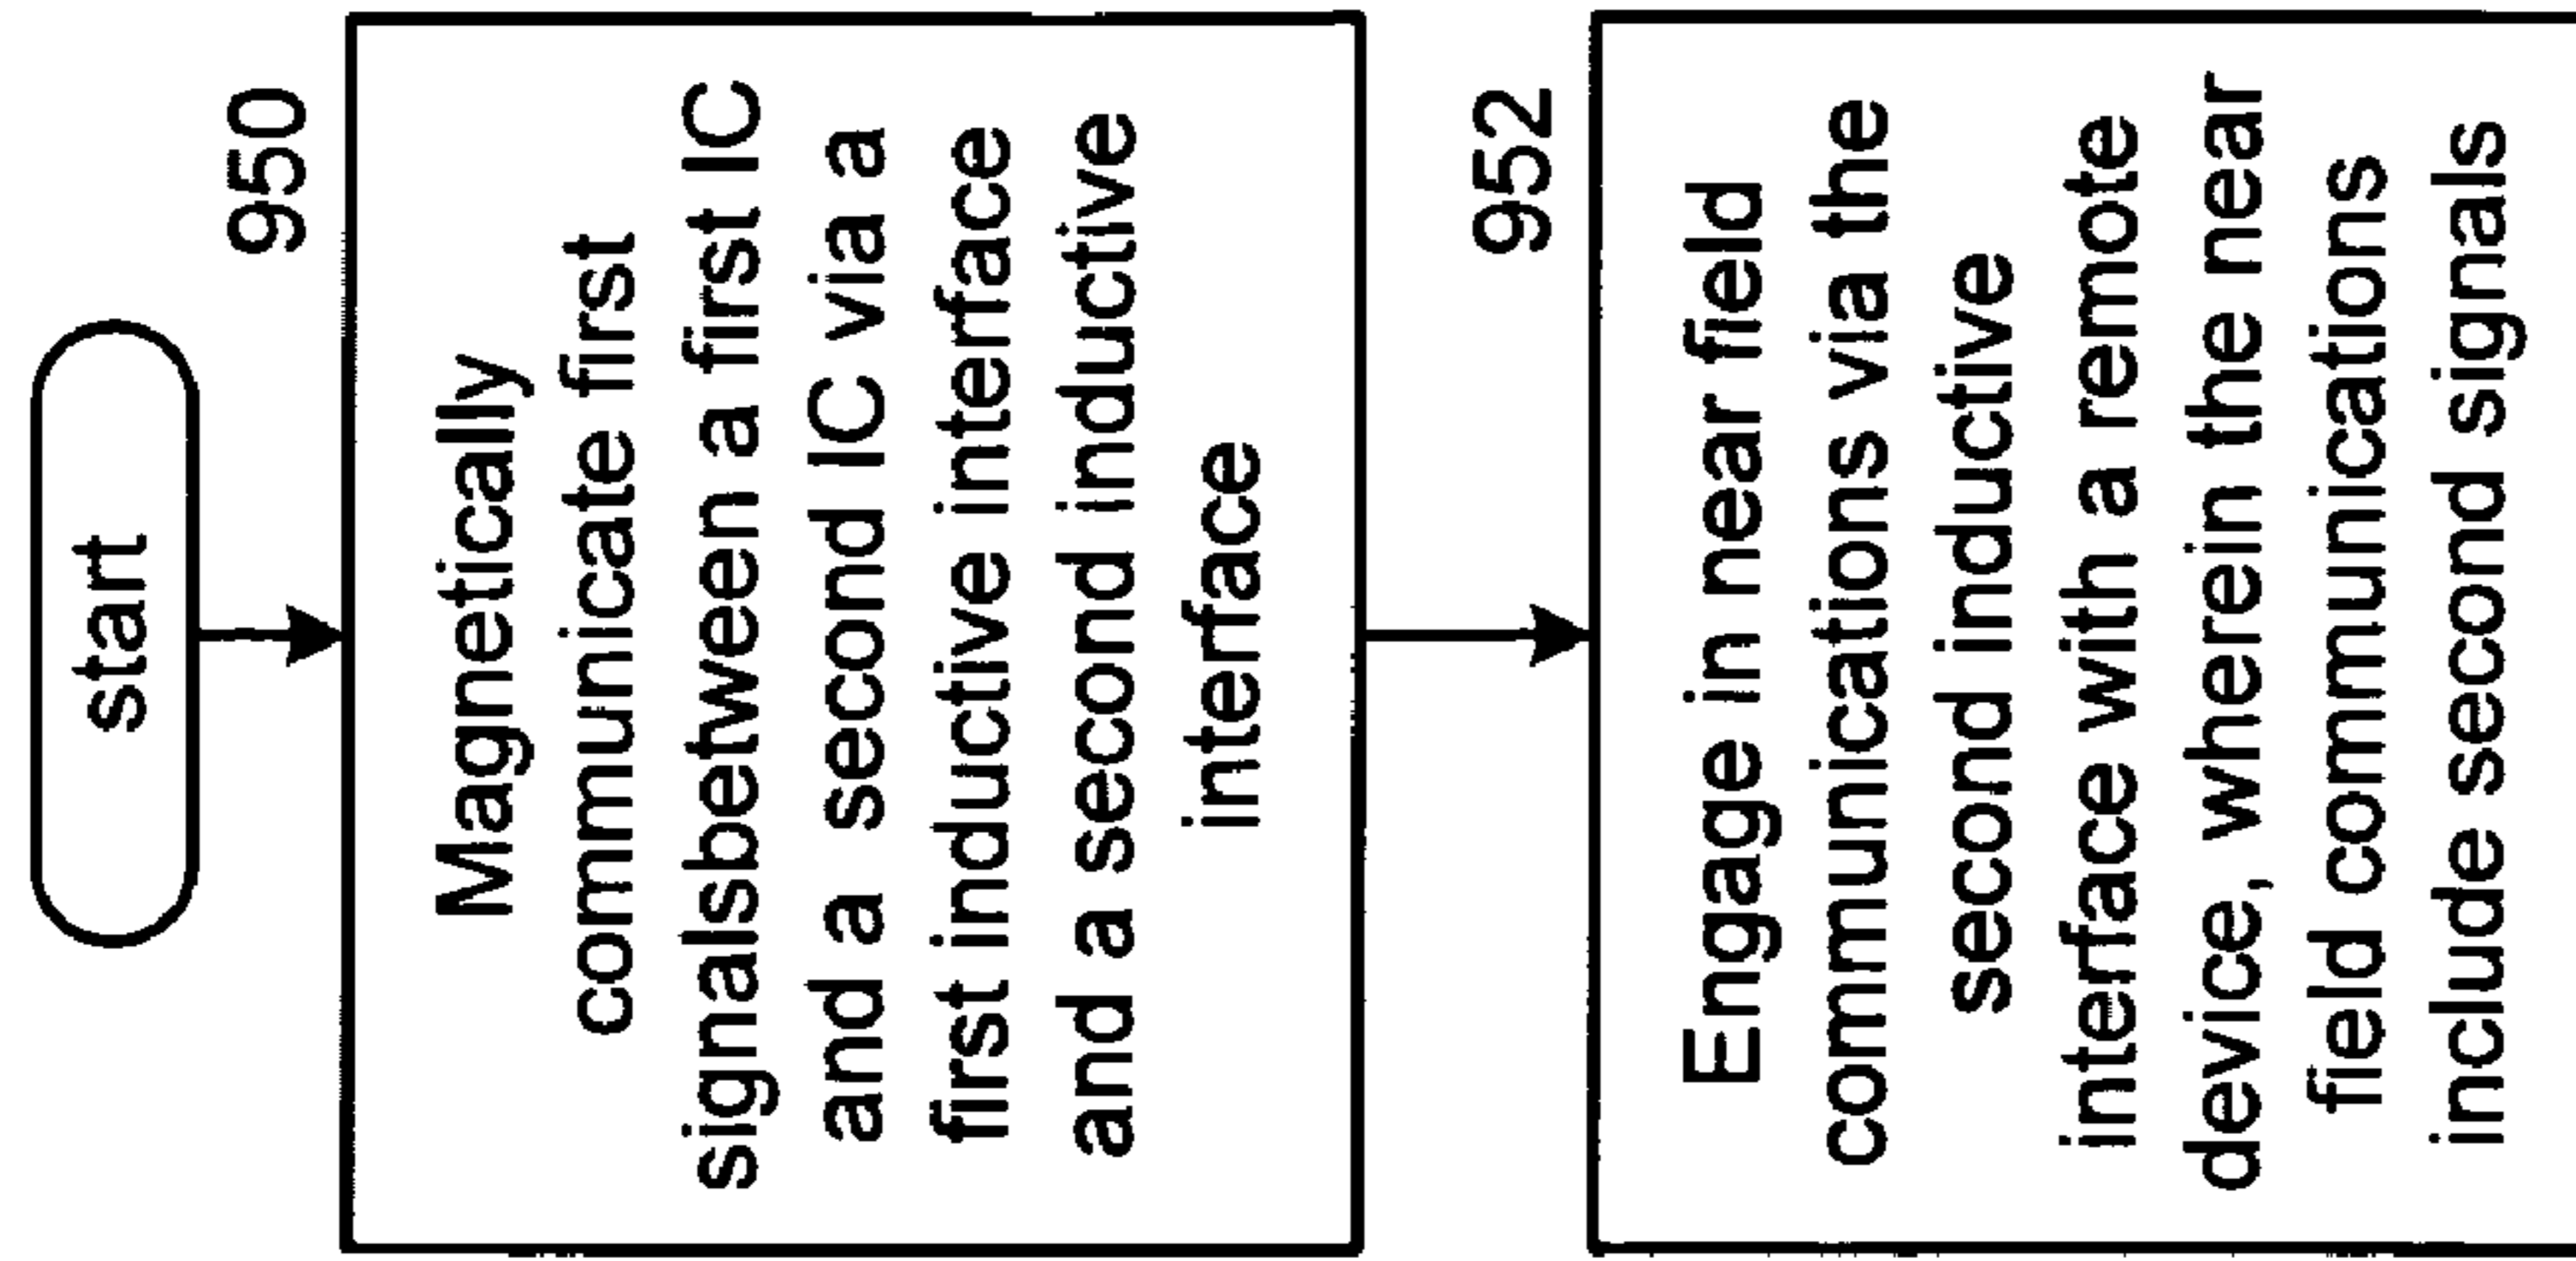 start
950
Magnetically
communicate first
signalsbetween a first IC
and a second IC via a
first inductive interface
and a second inductive
interface
952
Engage in near field
communications via the
second inductive
interface with a remote
device, wherein the near
field communications
include second signals